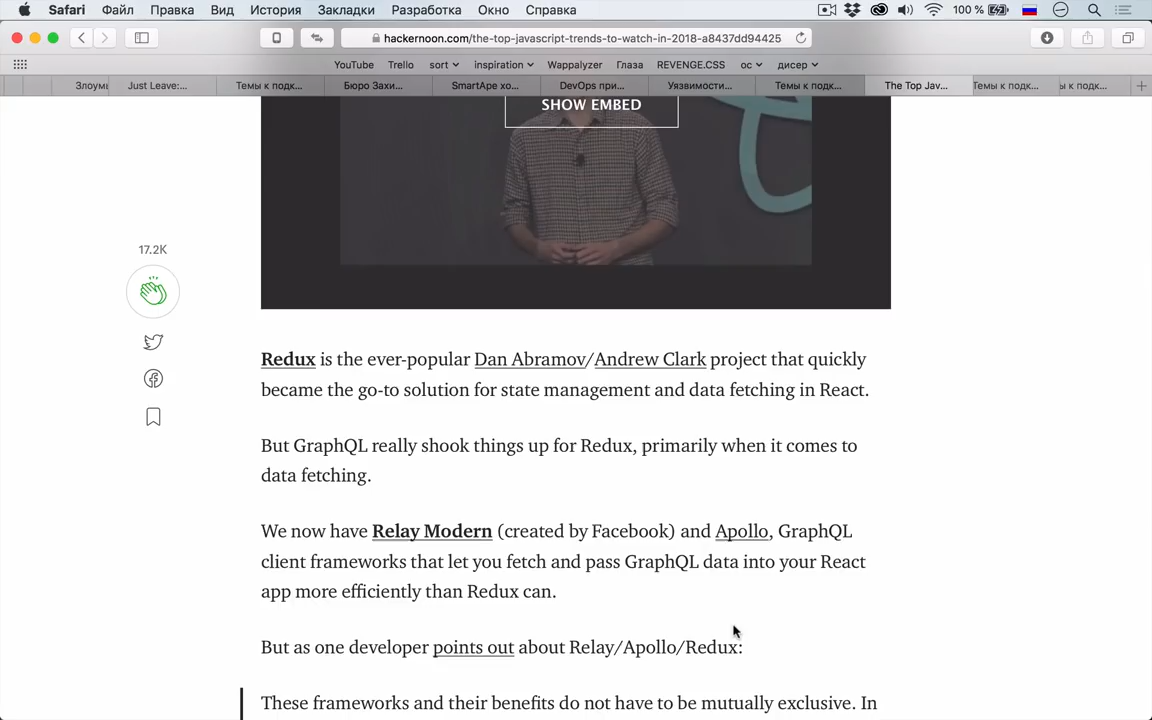 Safari Файл Правка Вид История Закладки Разработка Окно Справка 100 %
hackernoon.com/the-top-javascript-trends-to-watch-in-2018-a8437dd94425
YouTube Trello sort inspiration Wappalyzer Глаза REVENGE.CSS ос дисер
Злоумы Just Leave:... Темы к подк... Бюро Захи... SmartApe хо... DevOps при... Уязвимости... Темы к подк... The Top Jav... Темы к подк... ы к подк...
SHOW EMBED
17.2K
Redux is the ever-popular Dan Abramov/Andrew Clark project that quickly
became the go-to solution for state management and data fetching in React.
But GraphQL really shook things up for Redux, primarily when it comes to
data fetching.
We now have Relay Modern (created by Facebook) and Apollo, GraphQL
client frameworks that let you fetch and pass GraphQL data into your React
app more efficiently than Redux can.
But as one developer points out about Relay/Apollo/Redux:
These frameworks and their benefits do not have to be mutually exclusive. In